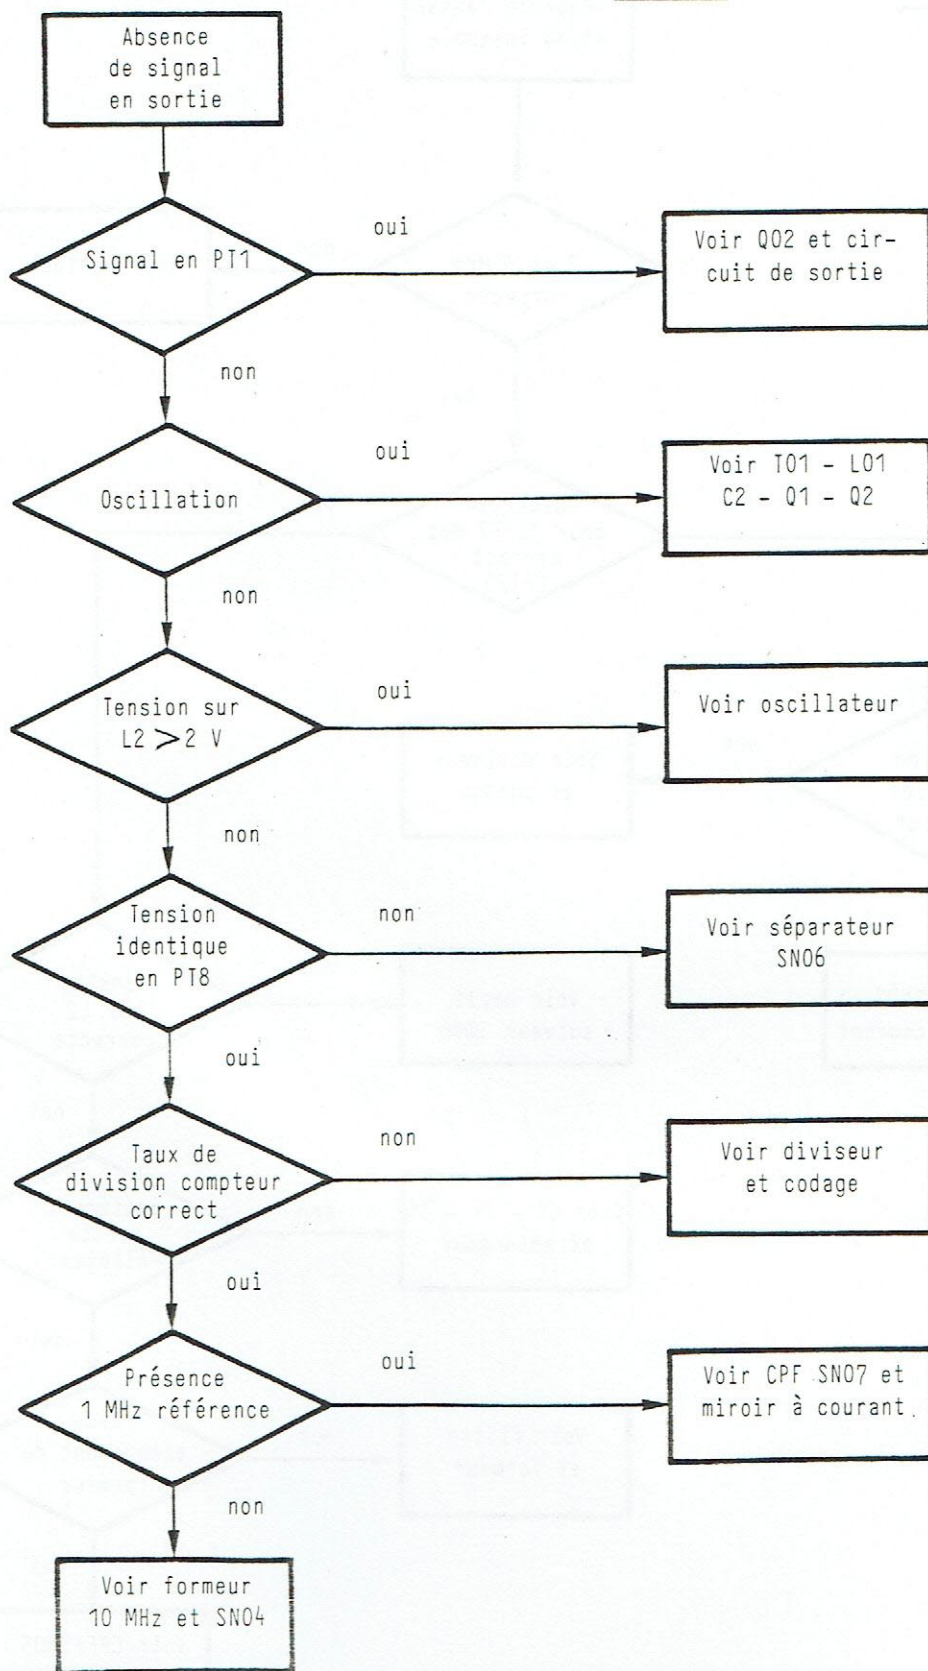 Absence
de signal
en sortie
Signal en PT1
oui
Voir Q02 et cir-
cuit de sortie
non
Oscillation
oui
Voir T01 - L01
C2 - Q1 - Q2
non
Tension sur
L2 > 2 V
oui
Voir oscillateur
non
Tension
identique
en PT8
non
Voir séparateur
SN06
oui
Taux de
division compteur
correct
non
Voir diviseur
et codage
oui
Présence
1 MHz référence
oui
Voir CPF SN07 et
miroir à courant
non
Voir formeur
10 MHz et SN04